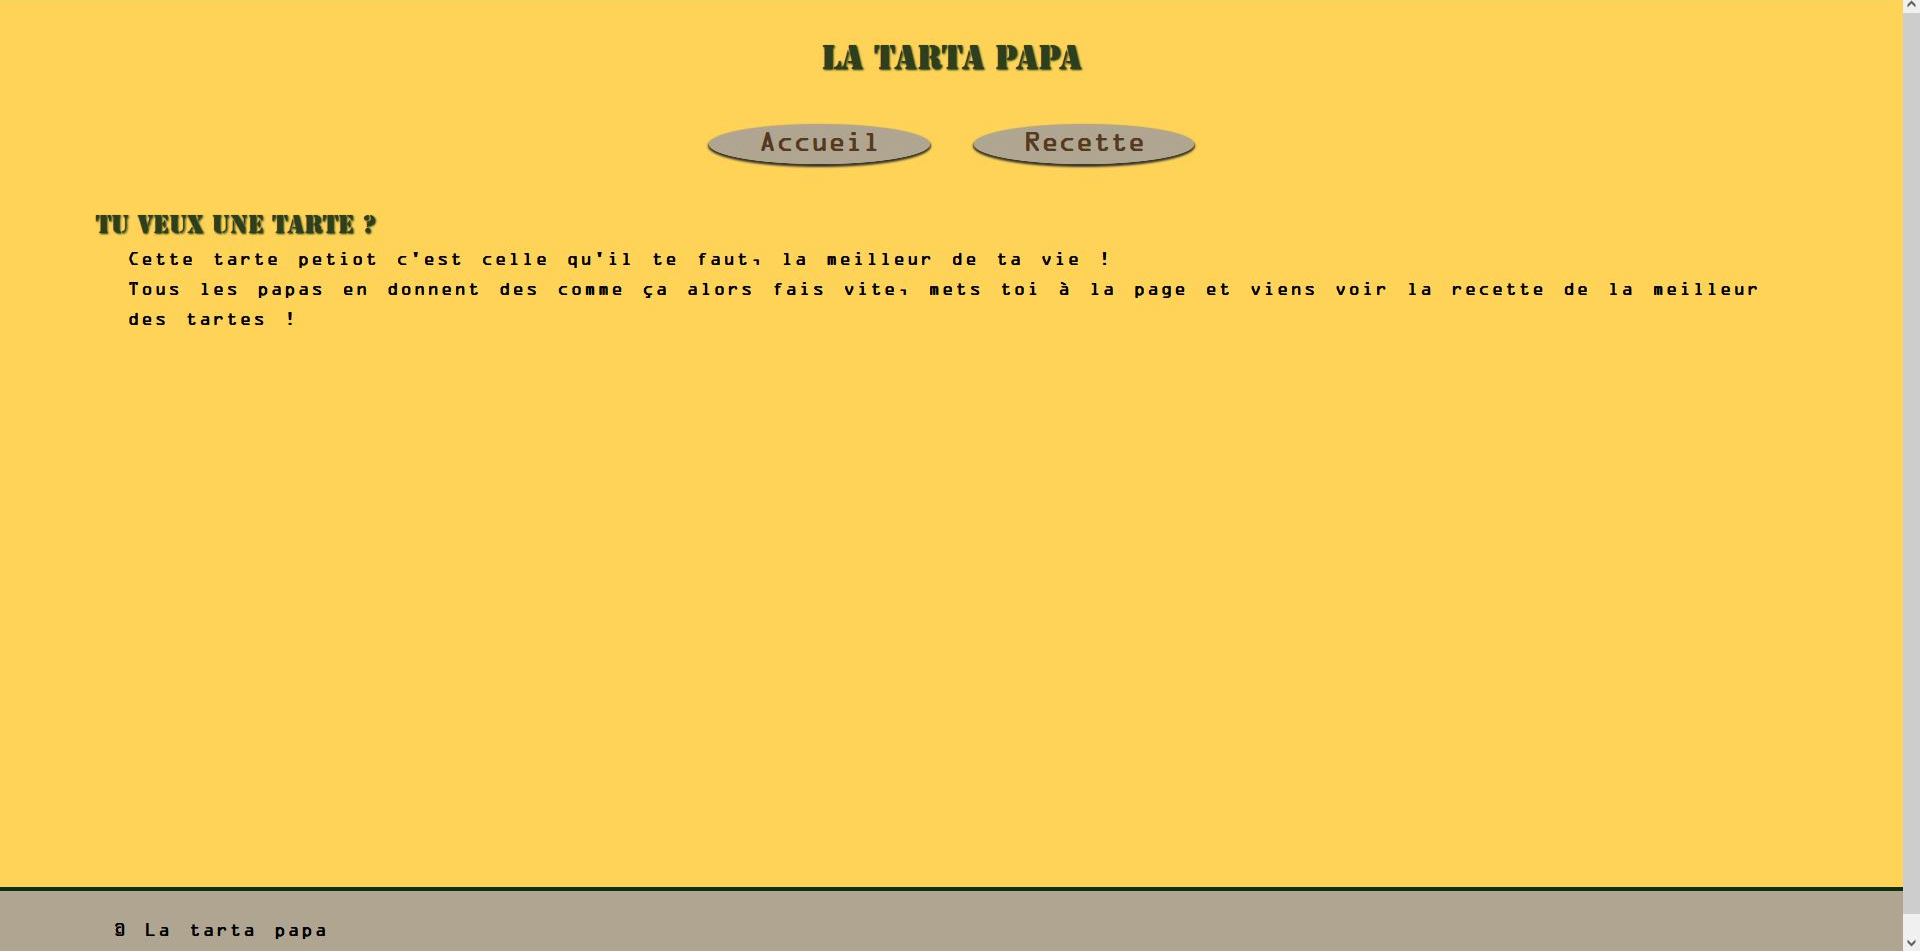 LA TARTA PAPA
Accueil Recette
TU VEUX UNE TARTE ?
Cette tarte petiot c'est celle qu'il te faut, la meilleur de ta vie !
Tous les papas en donnent des comme ça alors fais vite, mets toi à la page et viens voir la recette de la meilleur
des tartes !
@ La tarta papa